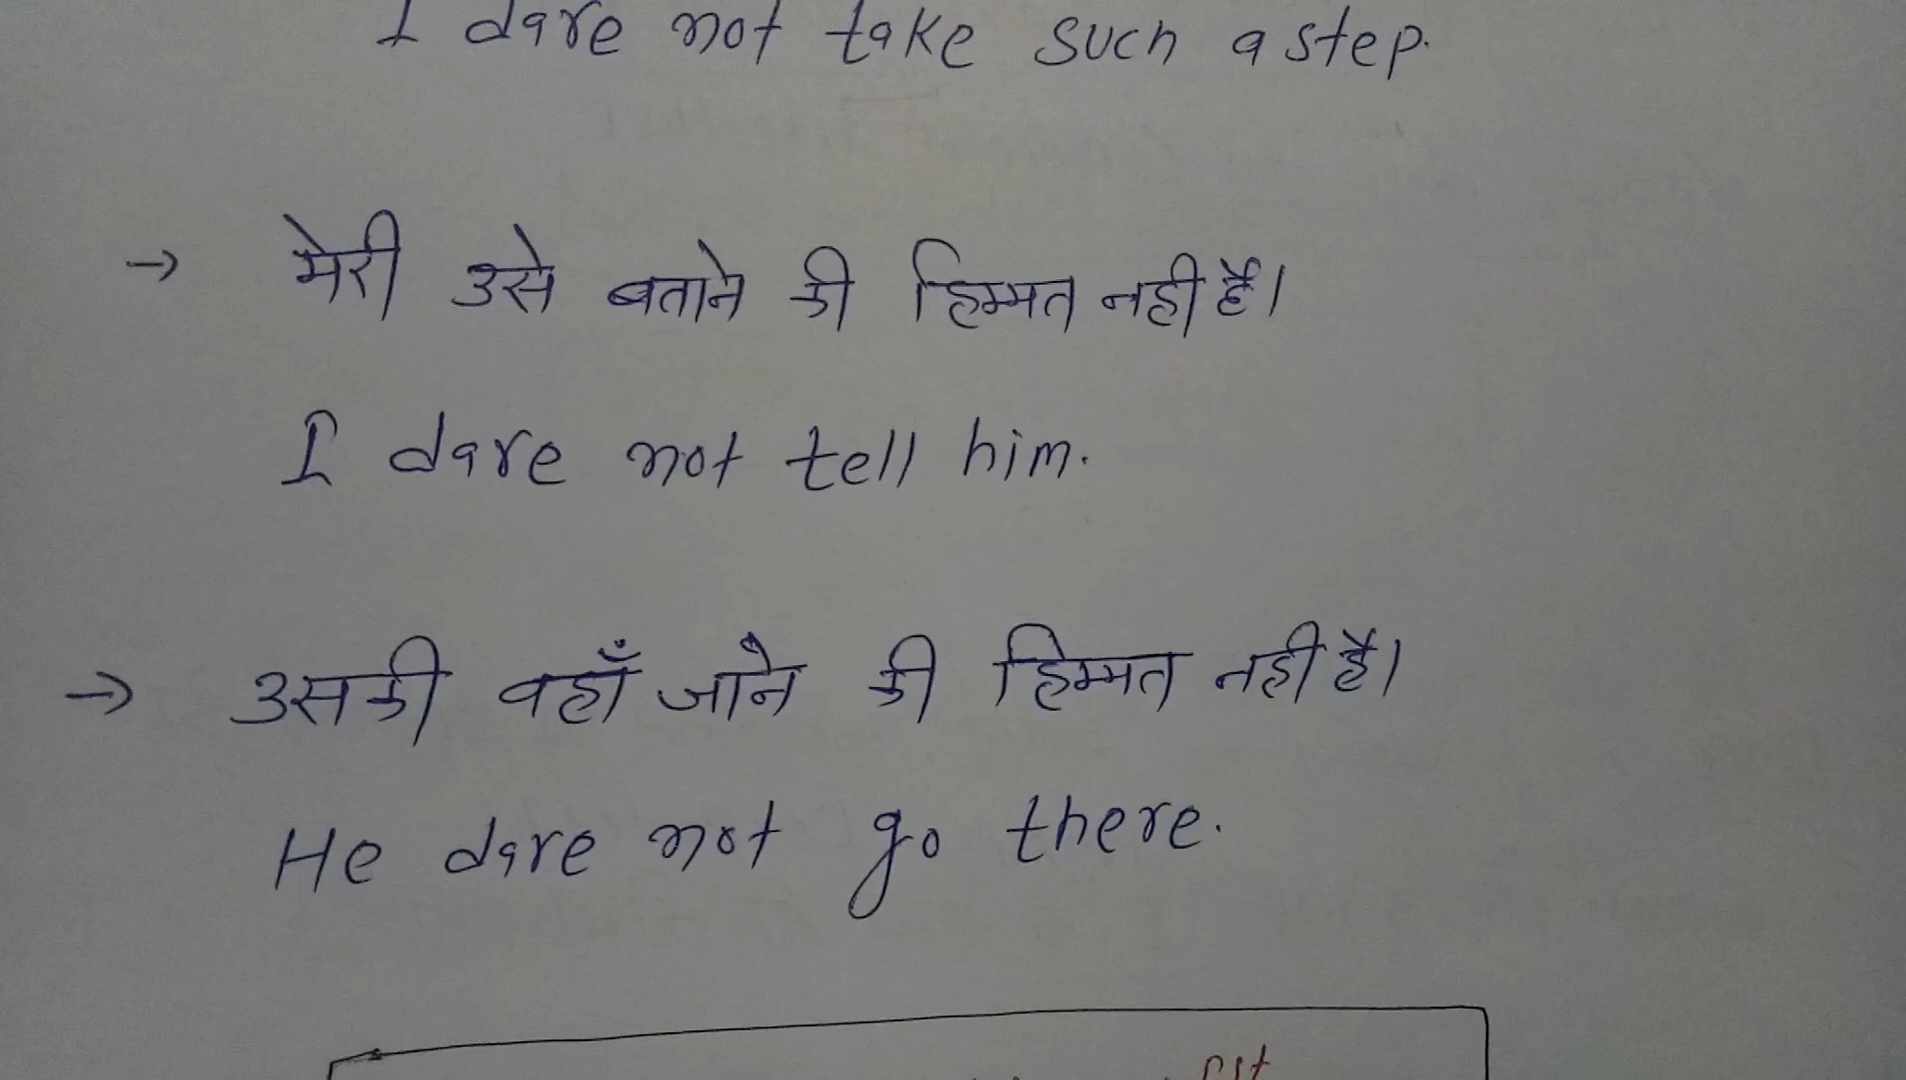 I dare not take such a step.
→ मेरी उसे बताने की हिम्मत नही है।
I dare not tell him.
→ उसकी वहाँ जाने की हिम्मत नही है।
He dare not go there.